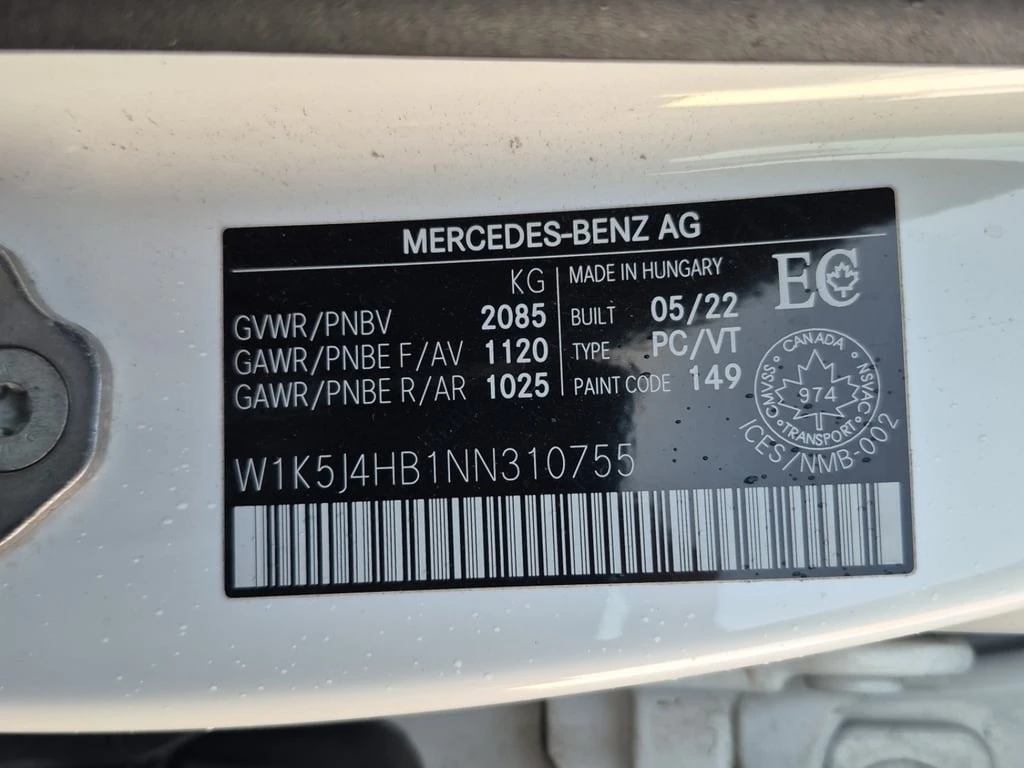 MERCEDES-BENZ AG
KG
GVWR/PNBV 2085
GAWR/PNBE F/AV 1120
GAWR/PNBE R/AR 1025
MADE IN HUNGARY
BUILT 05/22
TYPE PC/VT
PAINT CODE 149
EC
CANADA
CMVSS NSVAC
974
TRANSPORT
ICES/NMB-002
W1K5J4HB1NN310755